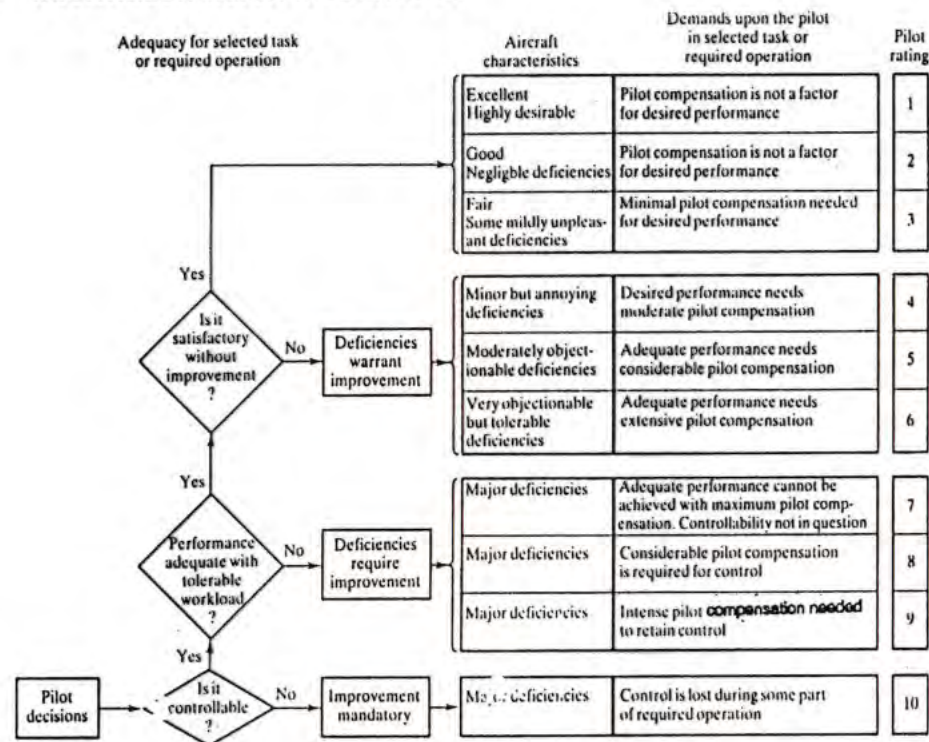 Adequacy for selected task
or required operation
Aircraft
characteristics
Demands upon the pilot
in selected task or
required operation
Pilot
rating
Excellent
Highly desirable
Pilot compensation is not a factor
for desired performance
1
Good
Negligble deficiencies
Pilot compensation is not a factor
for desired performance
2
Fair
Some mildly unpleas-
ant deficiencies
Minimal pilot compensation needed
for desired performance
3
Yes
Is it
satisfactory
without
improvement
?
No
Deficiencies
warrant
improvement
Minor but annoying
deficiencies
Desired performance needs
moderate pilot compensation
4
Moderately object-
ionable deficiencies
Adequate performance needs
considerable pilot compensation
5
Very objectionable
but tolerable
deficiencies
Adequate performance needs
extensive pilot compensation
6
Yes
Performance
adequate with
tolerable
workload
?
No
Deficiencies
require
improvement
Major deficiencies
Adequate performance cannot be
achieved with maximum pilot comp-
ensation. Controllability not in question
7
Major deficiencies
Considerable pilot compensation
is required for control
8
Major deficiencies
Intense pilot compensation needed
to retain control
9
Yes
Pilot
decisions
Is it
controllable
?
No
Improvement
mandatory
Major deficiencies
Control is lost during some part
of required operation
10